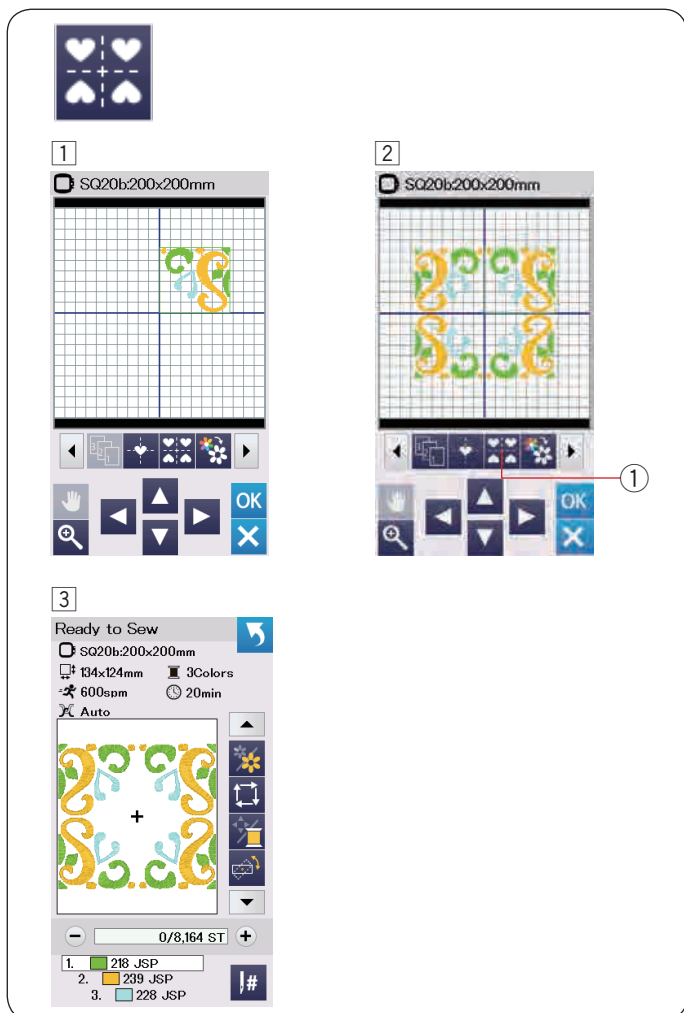 1
SQ20b:200x200mm
OK
2
SQ20b:200x200mm
OK
①
3
Ready to Sew
SQ20b:200x200mm
134x124mm 3Colors
600spm 20min
Auto
0/8,164 ST
1. 218 JSP
2. 239 JSP
3. 228 JSP
#